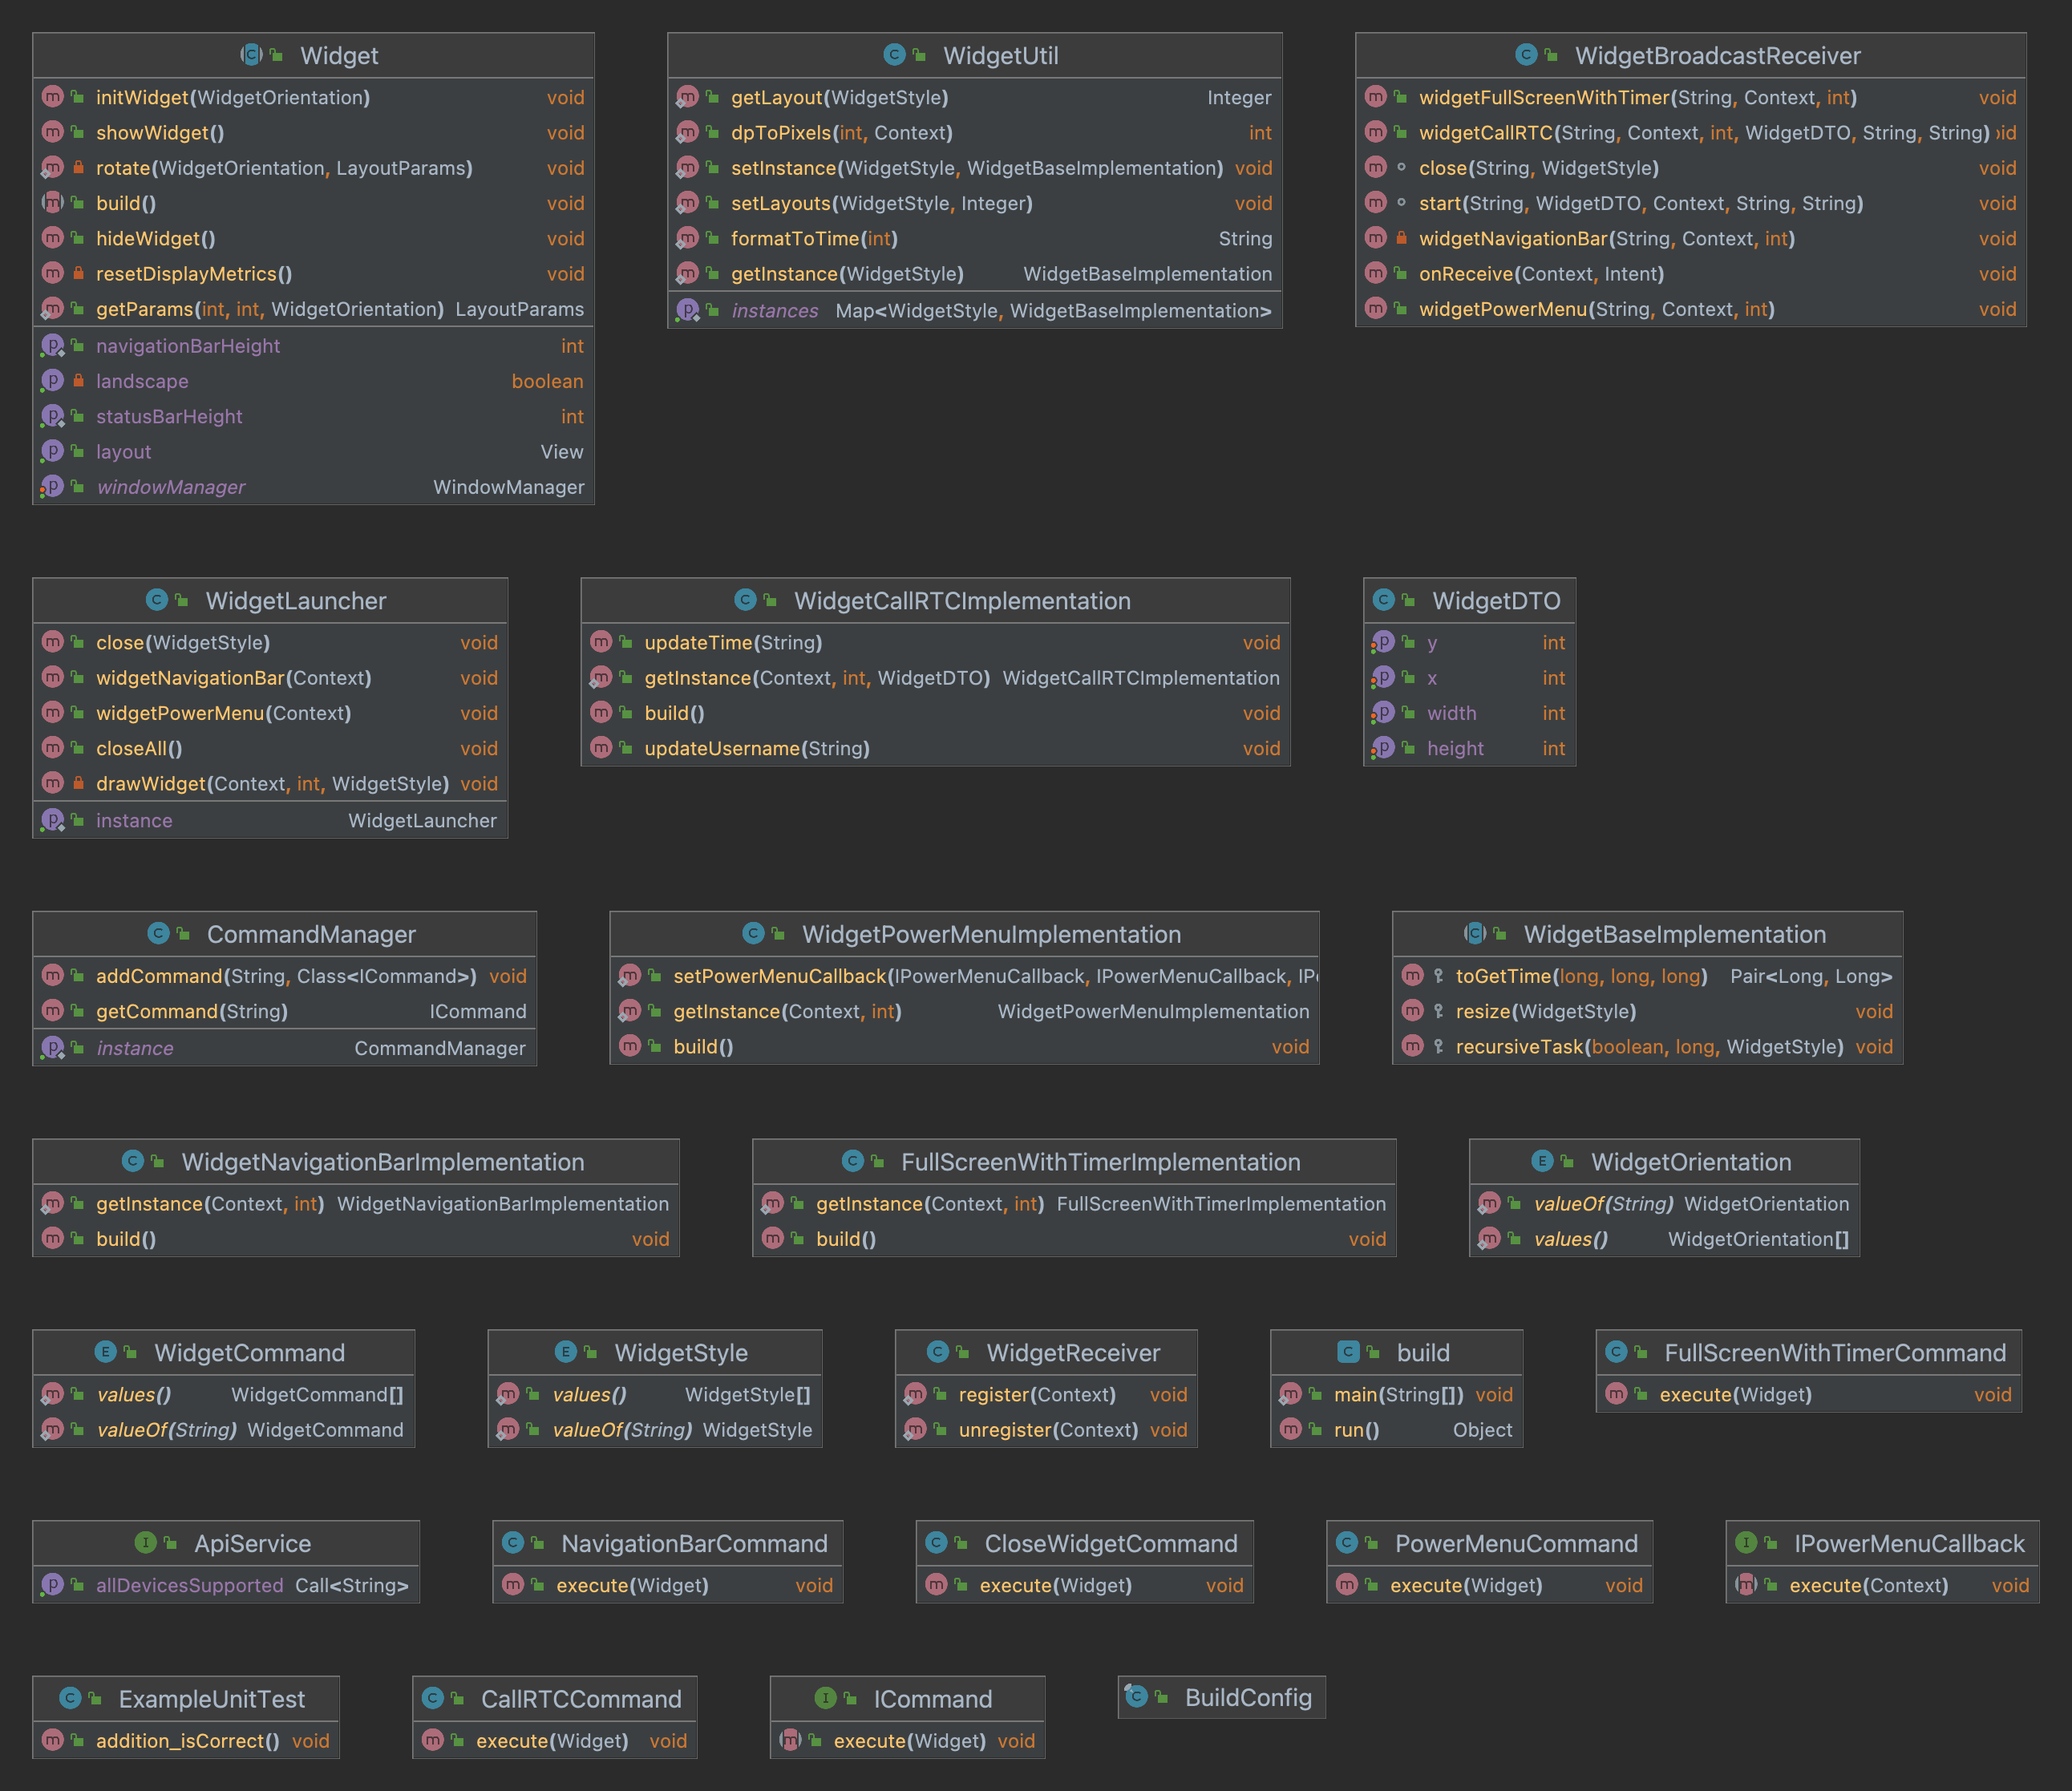 Widget
initWidget(WidgetOrientation) void
showWidget() void
rotate(WidgetOrientation, LayoutParams) void
build() void
hideWidget() void
resetDisplayMetrics() void
getParams(int, int, WidgetOrientation) LayoutParams
navigationBarHeight int
landscape boolean
statusBarHeight int
layout View
windowManager WindowManager
WidgetUtil
getLayout(WidgetStyle) Integer
dpToPixels(int, Context) int
setInstance(WidgetStyle, WidgetBaseImplementation) void
setLayouts(WidgetStyle, Integer) void
formatToTime(int) String
getInstance(WidgetStyle) WidgetBaseImplementation
instances Map<WidgetStyle, WidgetBaseImplementation>
WidgetBroadcastReceiver
widgetFullScreenWithTimer(String, Context, int) void
widgetCallRTC(String, Context, int, WidgetDTO, String, String)
close(String, WidgetStyle) void
start(String, WidgetDTO, Context, String, String) void
widgetNavigationBar(String, Context, int) void
onReceive(Context, Intent) void
widgetPowerMenu(String, Context, int) void
WidgetLauncher
close(WidgetStyle) void
widgetNavigationBar(Context) void
widgetPowerMenu(Context) void
closeAll() void
drawWidget(Context, int, WidgetStyle) void
instance WidgetLauncher
WidgetCallRTCImplementation
updateTime(String) void
getInstance(Context, int, WidgetDTO) WidgetCallRTCImplementation
build() void
updateUsername(String) void
WidgetDTO
y int
x int
width int
height int
CommandManager
addCommand(String, Class<ICommand>) void
getCommand(String) ICommand
instance CommandManager
WidgetPowerMenuImplementation
setPowerMenuCallback(IPowerMenuCallback, IPowerMenuCallback,
getInstance(Context, int) WidgetPowerMenuImplementation
build() void
WidgetBaseImplementation
toGetTime(long, long, long) Pair<Long, Long>
resize(WidgetStyle) void
recursiveTask(boolean, long, WidgetStyle) void
WidgetNavigationBarImplementation
getInstance(Context, int) WidgetNavigationBarImplementation
build() void
FullScreenWithTimerImplementation
getInstance(Context, int) FullScreenWithTimerImplementation
build() void
WidgetOrientation
valueOf(String) WidgetOrientation
values() WidgetOrientation[]
WidgetCommand
values() WidgetCommand[]
valueOf(String) WidgetCommand
WidgetStyle
values() WidgetStyle[]
valueOf(String) WidgetStyle
WidgetReceiver
register(Context) void
unregister(Context) void
build
main(String[]) void
run() Object
FullScreenWithTimerCommand
execute(Widget) void
ApiService
allDevicesSupported Call<String>
NavigationBarCommand
execute(Widget) void
CloseWidgetCommand
execute(Widget) void
PowerMenuCommand
execute(Widget) void
IPowerMenuCallback
execute(Context) void
ExampleUnitTest
addition_isCorrect() void
CallRTCCommand
execute(Widget) void
ICommand
execute(Widget) void
BuildConfig